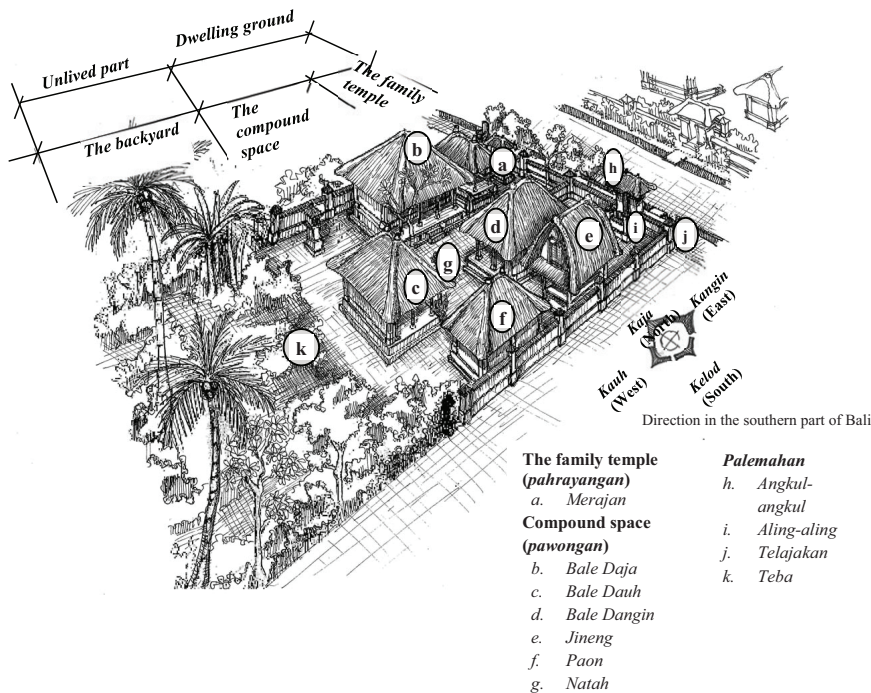 Dwelling ground
Unlived part
The family
temple
The
compound
space
The backyard
b
a
h
d
e
i
j
g
c
f
k
Kangin
(East)
Kaja
(North)
Kauh
(West)
Kelod
(South)
Direction in the southern part of Bali
The family temple
(pahrayangan)
a. Merajan
Compound space
(pawongan)
b. Bale Daja
c. Bale Dauh
d. Bale Dangin
e. Jineng
f. Paon
g. Natah
Palemahan
h. Angkul-
angkul
i. Aling-aling
j. Telajakan
k. Teba